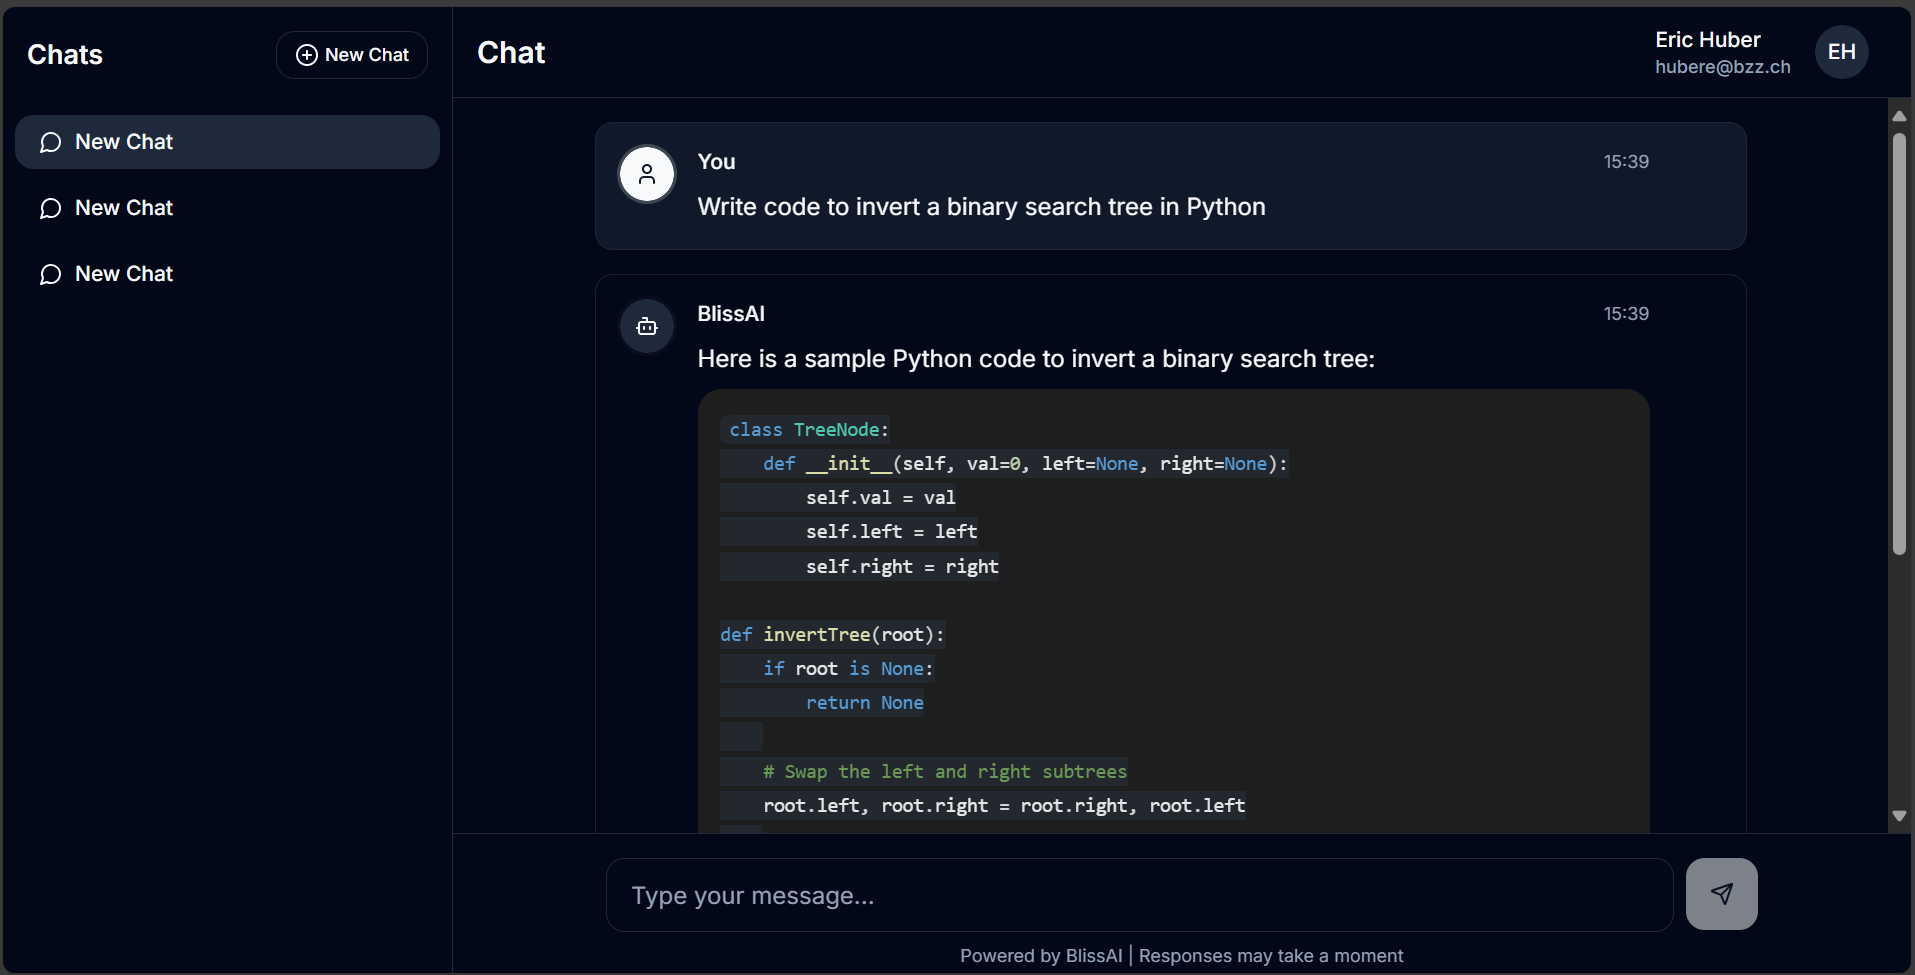 Chats
New Chat
New Chat
New Chat
New Chat
Chat
Eric Huber
hubere@bzz.ch
EH
You
15:39
Write code to invert a binary search tree in Python
BlissAI
15:39
Here is a sample Python code to invert a binary search tree:
class TreeNode:
    def __init__(self, val=0, left=None, right=None):
        self.val = val
        self.left = left
        self.right = right
def invertTree(root):
    if root is None:
        return None
    # Swap the left and right subtrees
    root.left, root.right = root.right, root.left
Type your message...
Powered by BlissAI | Responses may take a moment